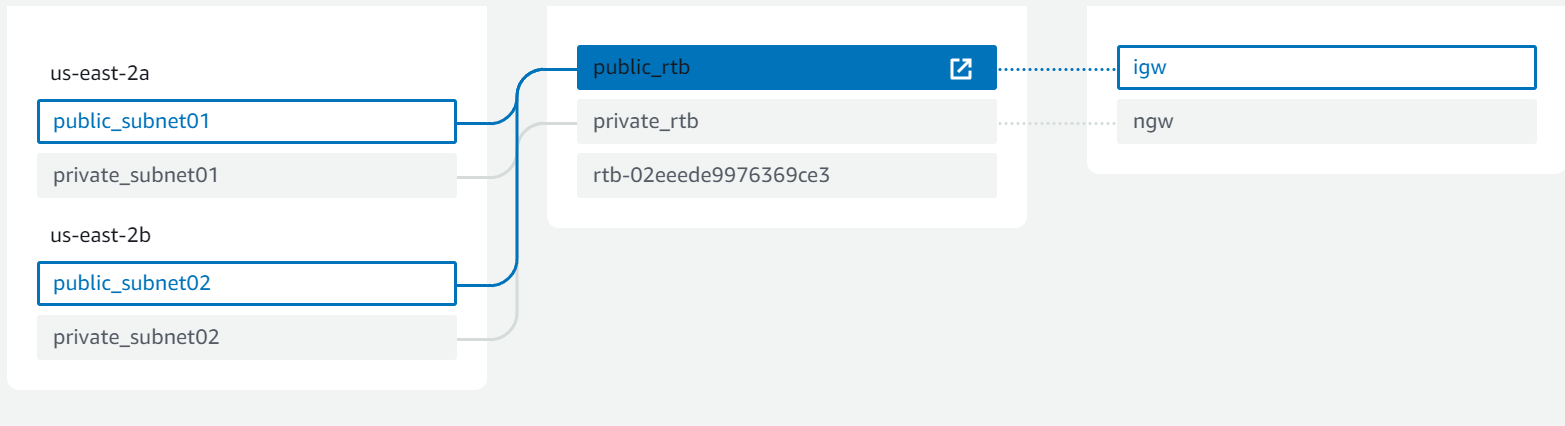 us-east-2a
public_subnet01
private_subnet01
us-east-2b
public_subnet02
private_subnet02
public_rtb
private_rtb
rtb-02eeede9976369ce3
igw
ngw